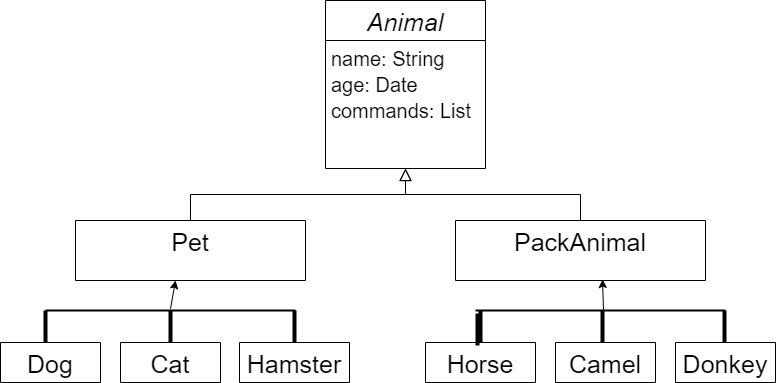 Animal
name: String
age: Date
commands: List
Pet
PackAnimal
Dog
Cat
Hamster
Horse
Camel
Donkey